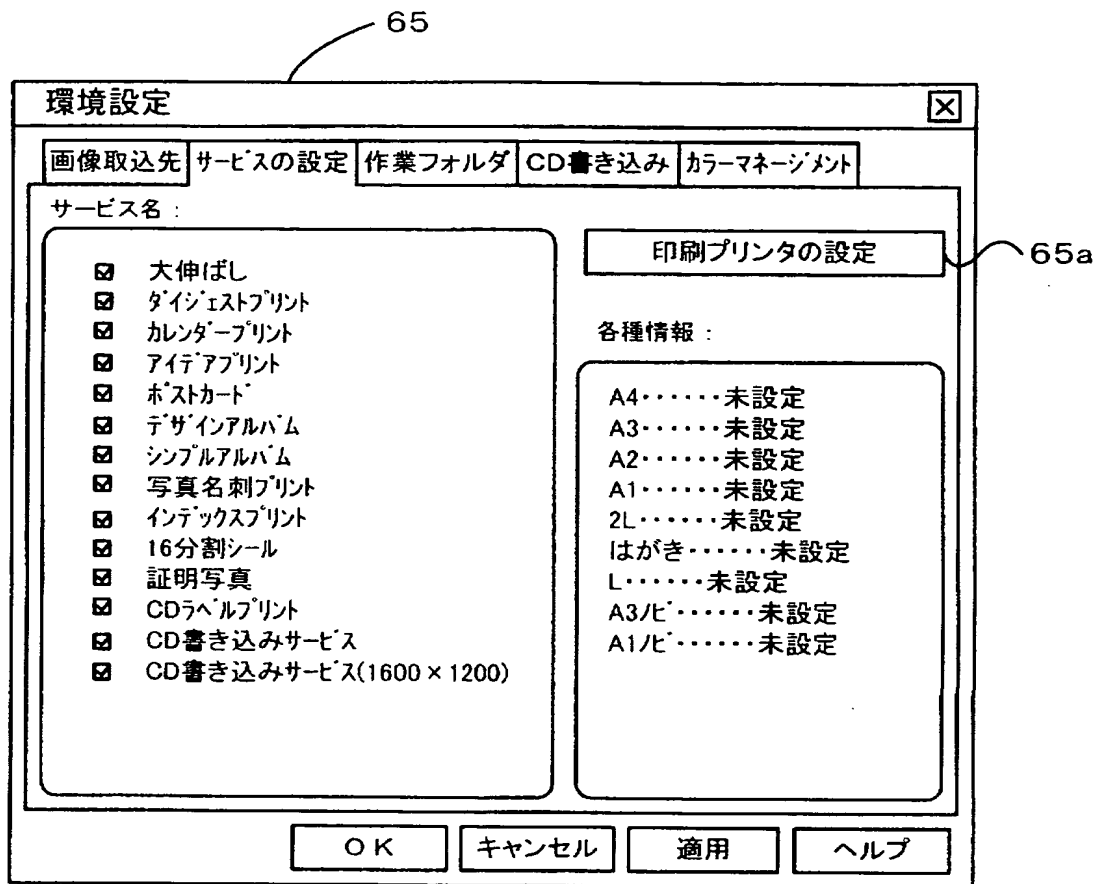 65
環境設定
画像取込先 サービスの設定 作業フォルダ CD書き込み カラーマネージメント
サービス名：
印刷プリンタの設定
65a
大伸ばし
ダイジェストプリント
カレンダープリント
アイデアプリント
ポストカード
デザインアルバム
シンプルアルバム
写真名刺プリント
インデックスプリント
16分割シール
証明写真
CDラベルプリント
CD書き込みサービス
CD書き込みサービス(1600×1200)
各種情報：
A4‥‥‥未設定
A3‥‥‥未設定
A2‥‥‥未設定
A1‥‥‥未設定
2L‥‥‥未設定
はがき‥‥‥未設定
L‥‥‥未設定
A3ノビ‥‥‥未設定
A1ノビ‥‥‥未設定
ＯＫ キャンセル 適用 ヘルプ